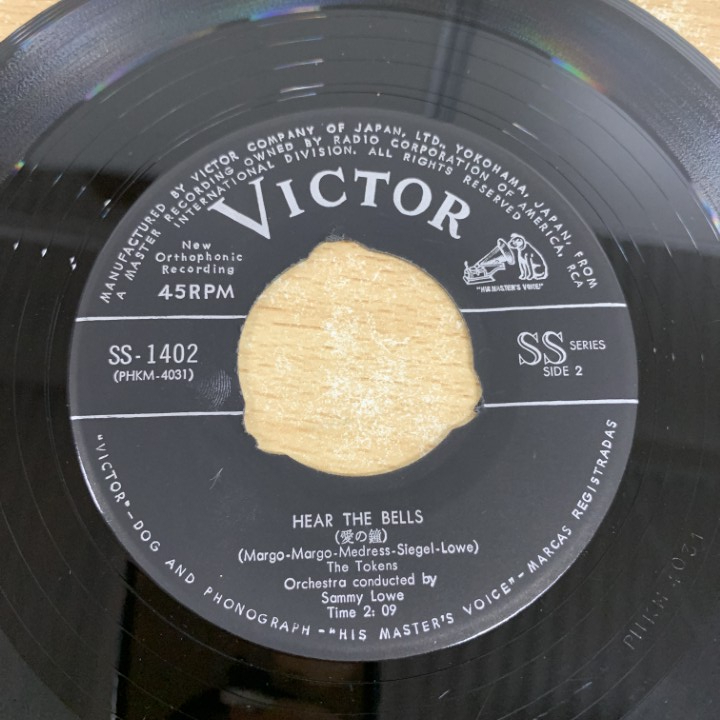 MANUFACTURED BY VICTOR COMPANY OF JAPAN, LTD., YOKOHAMA, JAPAN, FROM
A MASTER RECORDING OWNED BY RADIO CORPORATION OF AMERICA, RCA
INTERNATIONAL DIVISION. ALL RIGHTS RESERVED
VICTOR
New
Orthophonic
Recording
45RPM
"HIS MASTER'S VOICE"
SS-1402
(PHKM-4031)
SS SERIES
SIDE 2
HEAR THE BELLS
(愛の鐘)
(Margo-Margo-Medress-Siegel-Lowe)
The Tokens
Orchestra conducted by
Sammy Lowe
Time 2: 09
"VICTOR"-DOG AND PHONOGRAPH-"HIS MASTER'S VOICE"-MARCAS REGISTRADAS
PHKM 4031